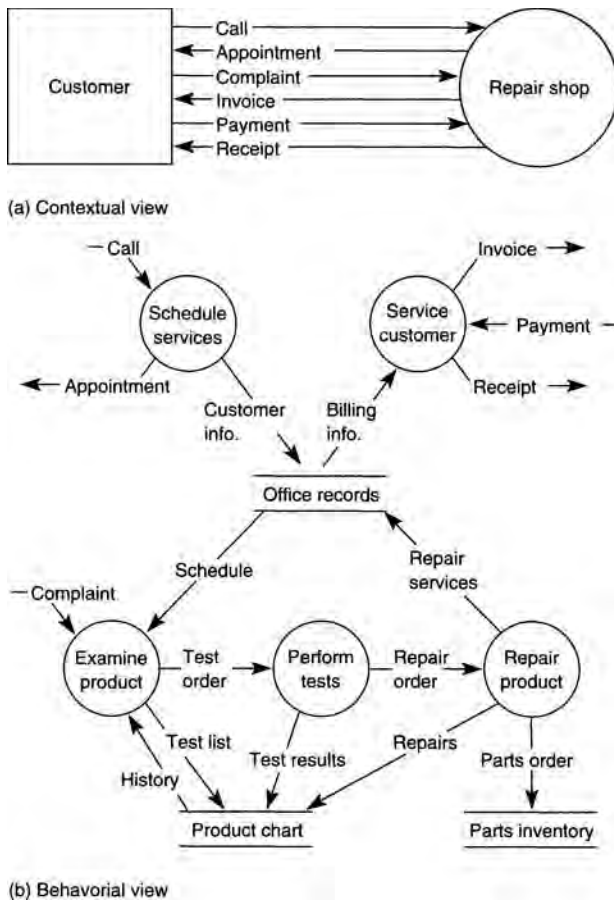 Call
Appointment
Customer
Complaint
Repair shop
Invoice
Payment
Receipt
(a) Contextual view
Call
Invoice
Schedule
services
Service
customer
Payment
Appointment
Receipt
Customer
info.
Billing
info.
Office records
Schedule
Repair
services
Complaint
Examine
product
Test
order
Perform
tests
Repair
order
Repair
product
Test list
Test results
Repairs
Parts order
History
Product chart
Parts inventory
(b) Behavorial view